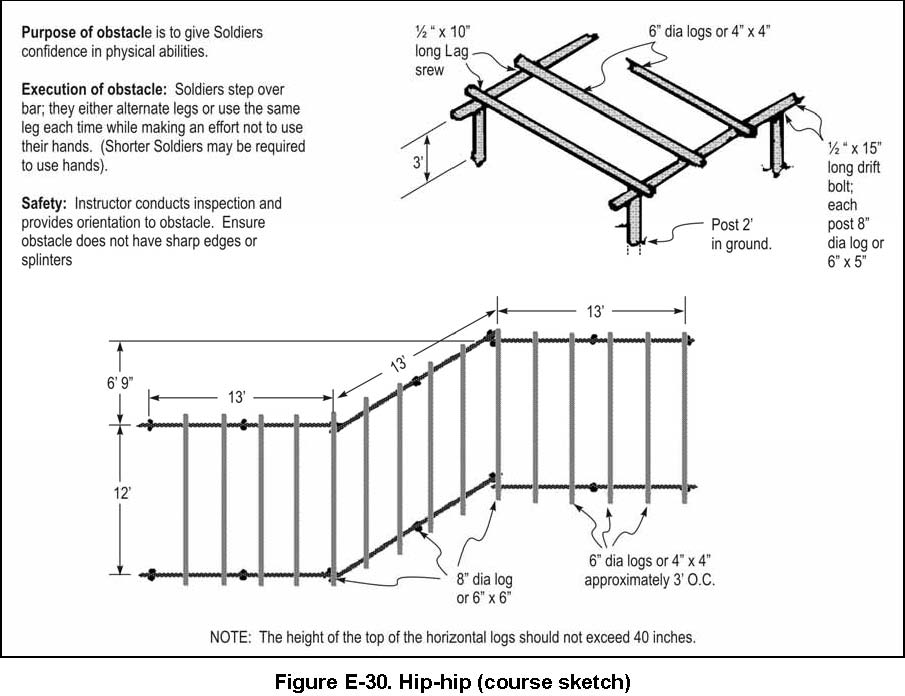 Purpose of obstacle is to give Soldiers
confidence in physical abilities.
Execution of obstacle: Soldiers step over
bar; they either alternate legs or use the same
leg each time while making an effort not to use
their hands. (Shorter Soldiers may be required
to use hands).
Safety: Instructor conducts inspection and
provides orientation to obstacle. Ensure
obstacle does not have sharp edges or
splinters
½ “ x 10”
long Lag
srew
6” dia logs or 4” x 4”
3’
½ “ x 15”
long drift
bolt;
each
post 8”
dia log or
6” x 5”
Post 2’
in ground.
13’
13’
6’ 9”
13’
12’
8” dia log
or 6” x 6”
6” dia logs or 4” x 4”
approximately 3’ O.C.
NOTE: The height of the top of the horizontal logs should not exceed 40 inches.
Figure E-30. Hip-hip (course sketch)